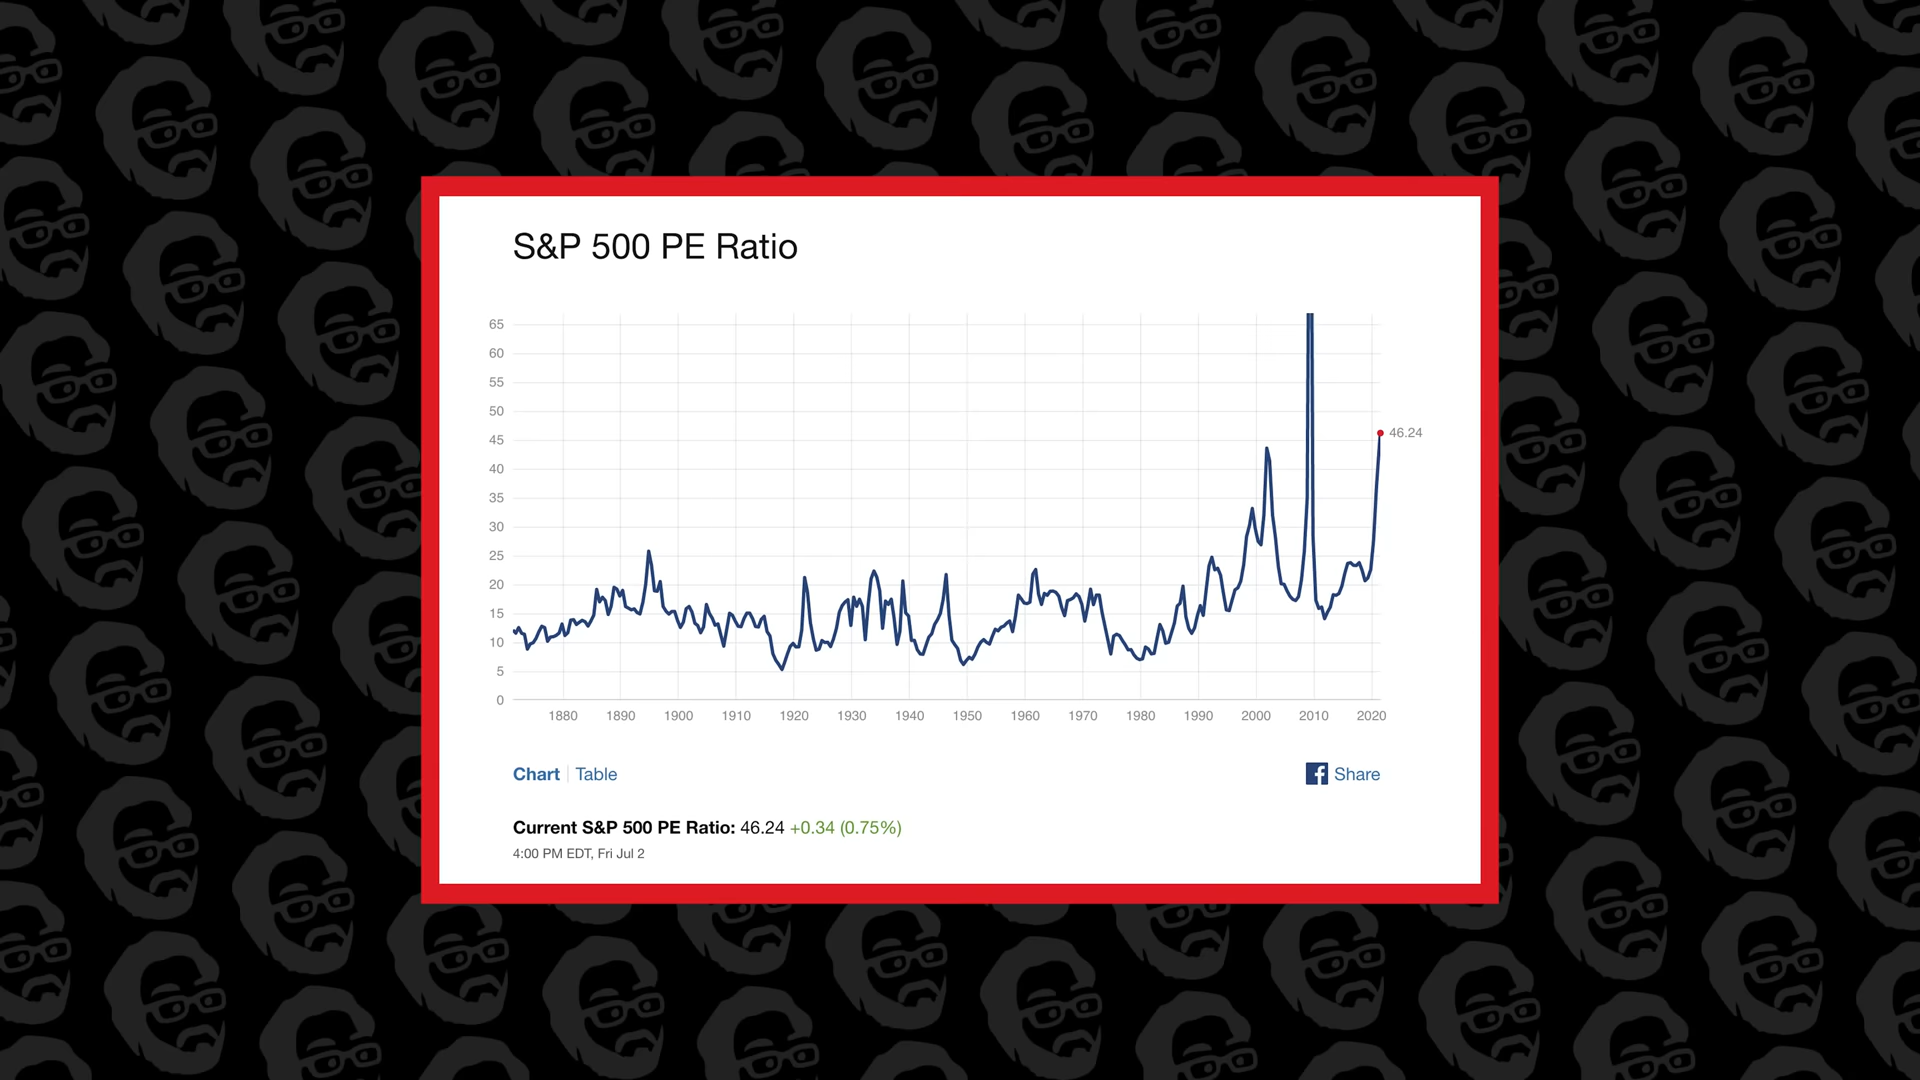 S&P 500 PE Ratio
65
60
55
50
45
46.24
40
35
30
25
20
15
10
5
0
1880 1890 1900 1910 1920 1930 1940 1950 1960 1970 1980 1990 2000 2010 2020
Chart Table
Share
Current S&P 500 PE Ratio: 46.24 +0.34 (0.75%)
4:00 PM EDT, Fri Jul 2